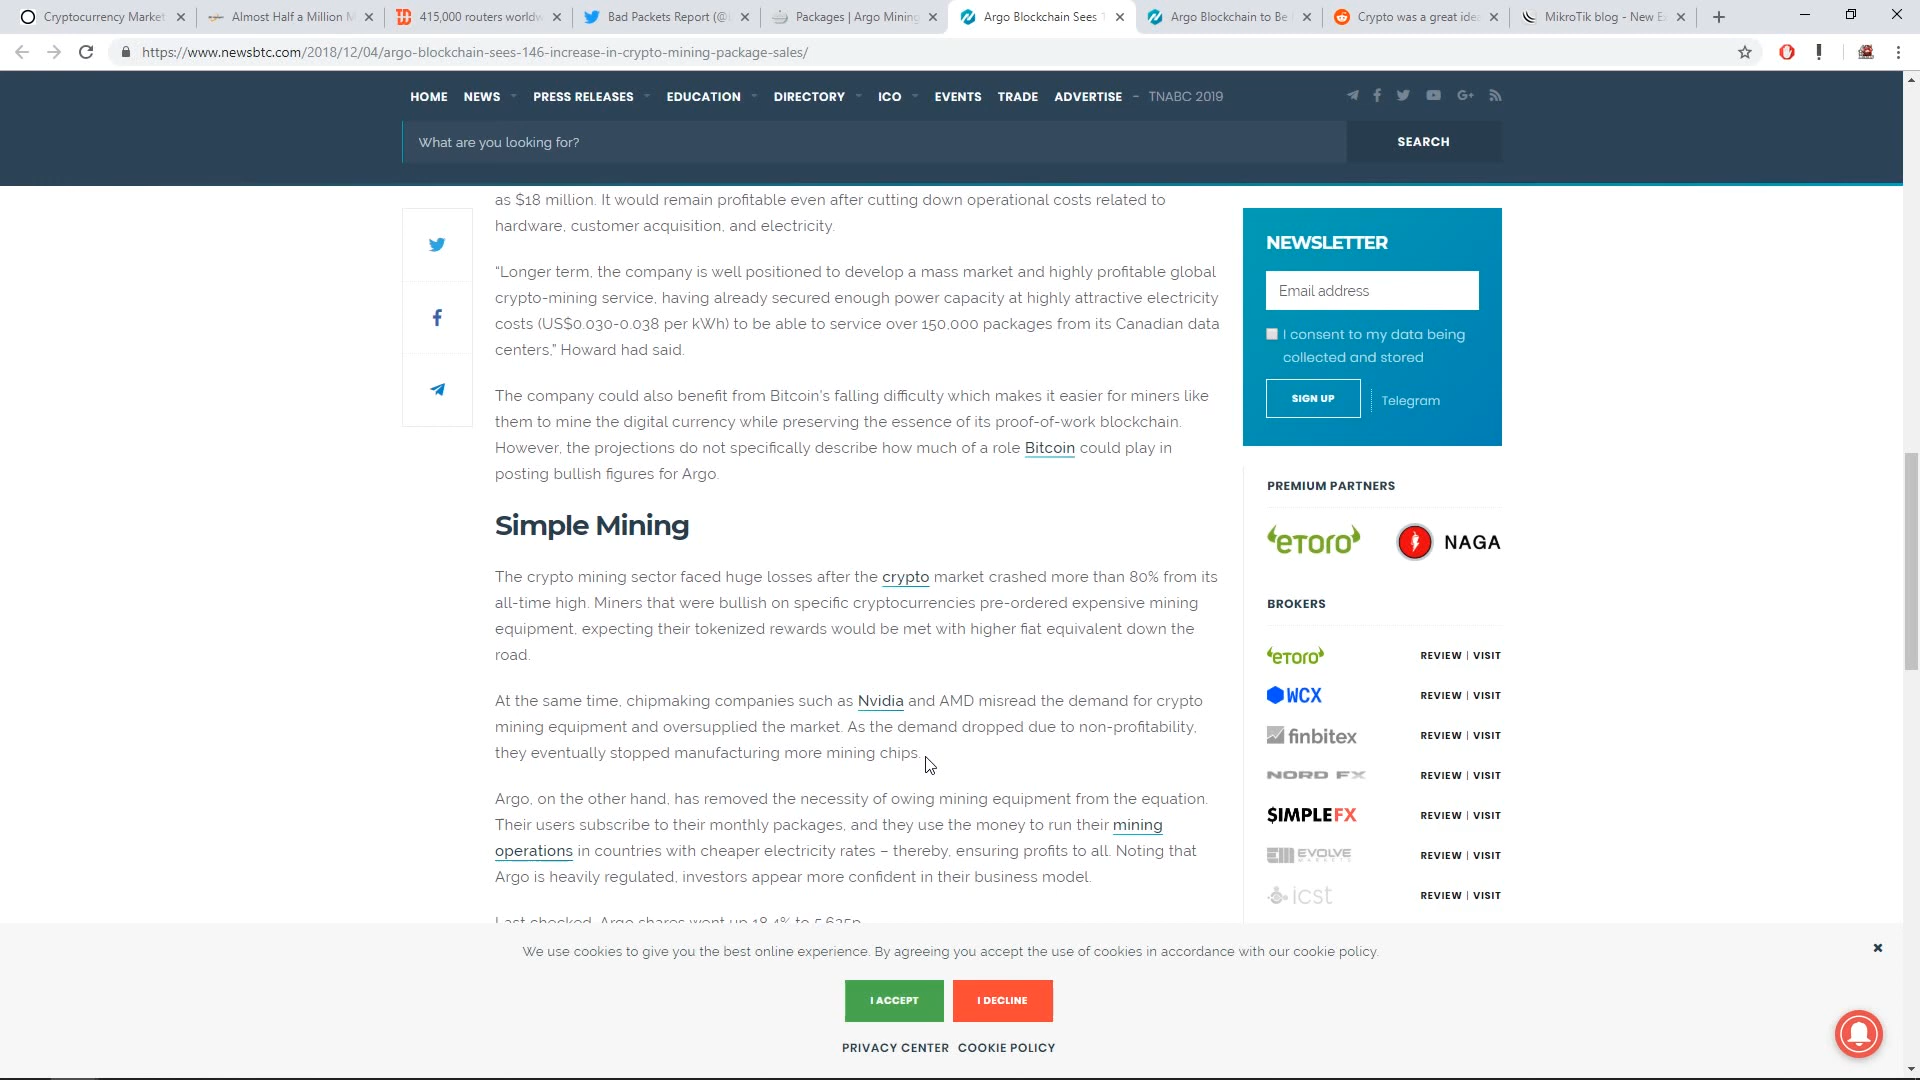 Cryptocurrency Market
Almost Half a Million M
415,000 routers worldw
Bad Packets Report (@
Packages | Argo Mining
Argo Blockchain Sees
Argo Blockchain to Be
Crypto was a great ide
MikroTik blog - New E
https://www.newsbtc.com/2018/12/04/argo-blockchain-sees-146-increase-in-crypto-mining-package-sales/
HOME NEWS PRESS RELEASES EDUCATION DIRECTORY ICO EVENTS TRADE ADVERTISE – TNABC 2019
What are you looking for?
SEARCH
as $18 million. It would remain profitable even after cutting down operational costs related to
hardware, customer acquisition, and electricity.
“Longer term, the company is well positioned to develop a mass market and highly profitable global
crypto-mining service, having already secured enough power capacity at highly attractive electricity
costs (US$0.030-0.038 per kWh) to be able to service over 150,000 packages from its Canadian data
centers,” Howard had said.
The company could also benefit from Bitcoin's falling difficulty which makes it easier for miners like
them to mine the digital currency while preserving the essence of its proof-of-work blockchain.
However, the projections do not specifically describe how much of a role Bitcoin could play in
posting bullish figures for Argo.
Simple Mining
The crypto mining sector faced huge losses after the crypto market crashed more than 80% from its
all-time high. Miners that were bullish on specific cryptocurrencies pre-ordered expensive mining
equipment, expecting their tokenized rewards would be met with higher fiat equivalent down the
road.
At the same time, chipmaking companies such as Nvidia and AMD misread the demand for crypto
mining equipment and oversupplied the market. As the demand dropped due to non-profitability,
they eventually stopped manufacturing more mining chips.
Argo, on the other hand, has removed the necessity of owing mining equipment from the equation.
Their users subscribe to their monthly packages, and they use the money to run their mining
operations in countries with cheaper electricity rates – thereby, ensuring profits to all. Noting that
Argo is heavily regulated, investors appear more confident in their business model.
Last checked, Argo shares went up 18.4% to 5.625p
NEWSLETTER
Email address
I consent to my data being
collected and stored
SIGN UP
Telegram
PREMIUM PARTNERS
eToro NAGA
BROKERS
eToro REVIEW | VISIT
WCX REVIEW | VISIT
finbitex REVIEW | VISIT
NORD FX REVIEW | VISIT
$IMPLEFX REVIEW | VISIT
EVOLVE MARKETS REVIEW | VISIT
icst REVIEW | VISIT
We use cookies to give you the best online experience. By agreeing you accept the use of cookies in accordance with our cookie policy.
I ACCEPT
I DECLINE
PRIVACY CENTER COOKIE POLICY